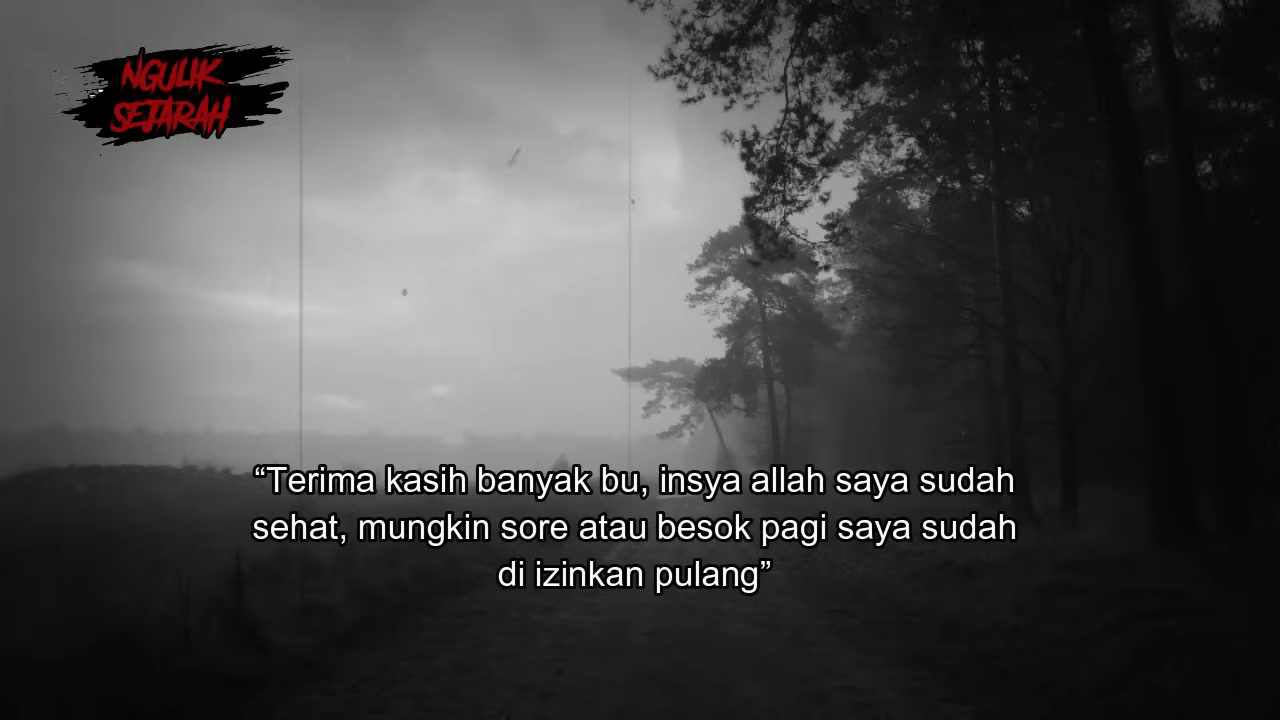 NGULIK
SEJARAH
“Terima kasih banyak bu, insya allah saya sudah
sehat, mungkin sore atau besok pagi saya sudah
di izinkan pulang”